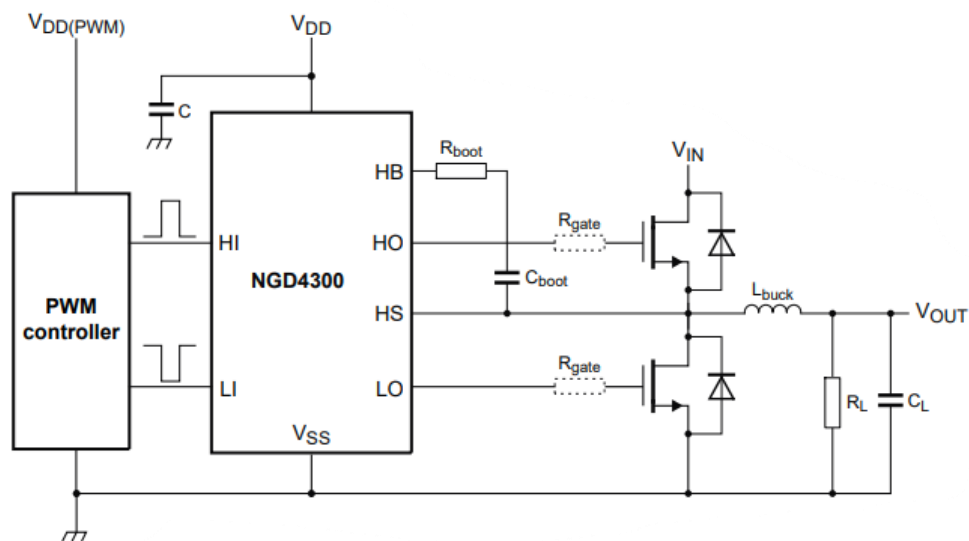 VDD(PWM)
VDD
C
HB
Rboot
VIN
HI
HO
Rgate
NGD4300
Cboot
PWM
controller
HS
Lbuck
VOUT
Rgate
LI
LO
RL
CL
VSS